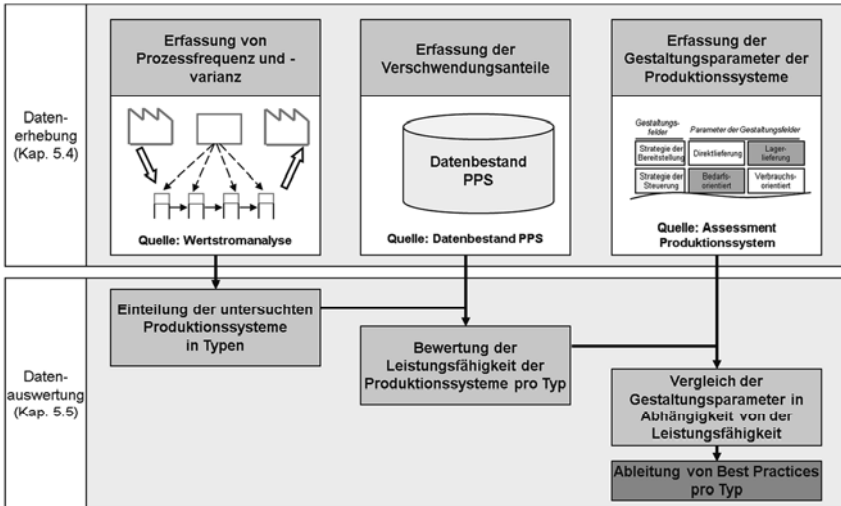 Daten-
erhebung
(Kap. 5.4)
Erfassung von
Prozessfrequenz und -
varianz
Quelle: Wertstromanalyse
Erfassung der
Verschwendungsanteile
Datenbestand
PPS
Quelle: Datenbestand PPS
Erfassung der
Gestaltungsparameter der
Produktionssysteme
Gestaltungs-
felder
Parameter der Gestaltungsfelder
Strategie der
Bereitstellung
Direktlieferung
Lager-
lieferung
Strategie der
Steuerung
Bedarfs-
orientiert
Verbrauchs-
orientiert
Quelle: Assessment
Produktionssystem
Daten-
auswertung
(Kap. 5.5)
Einteilung der untersuchten
Produktionssysteme
in Typen
Bewertung der
Leistungsfähigkeit der
Produktionssysteme pro Typ
Vergleich der
Gestaltungsparameter in
Abhängigkeit von der
Leistungsfähigkeit
Ableitung von Best Practices
pro Typ